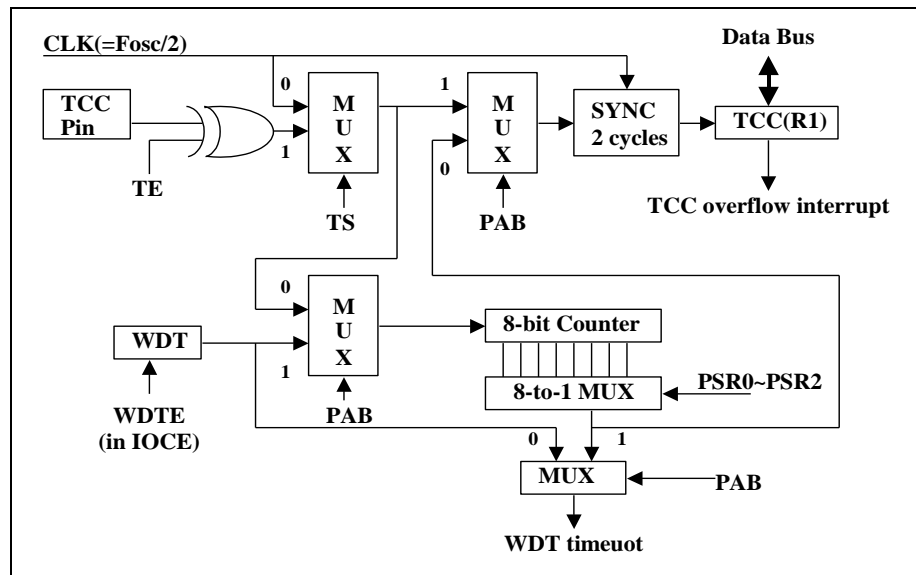 CLK(=Fosc/2)
Data Bus
0
TCC
Pin
M
U
X
1
M
U
X
SYNC
2 cycles
TCC(R1)
1
0
TE
TS
PAB
TCC overflow interrupt
0
M
U
X
8-bit Counter
WDT
1
8-to-1 MUX
PSR0~PSR2
WDTE
(in IOCE)
PAB
0
1
MUX
PAB
WDT timeuot